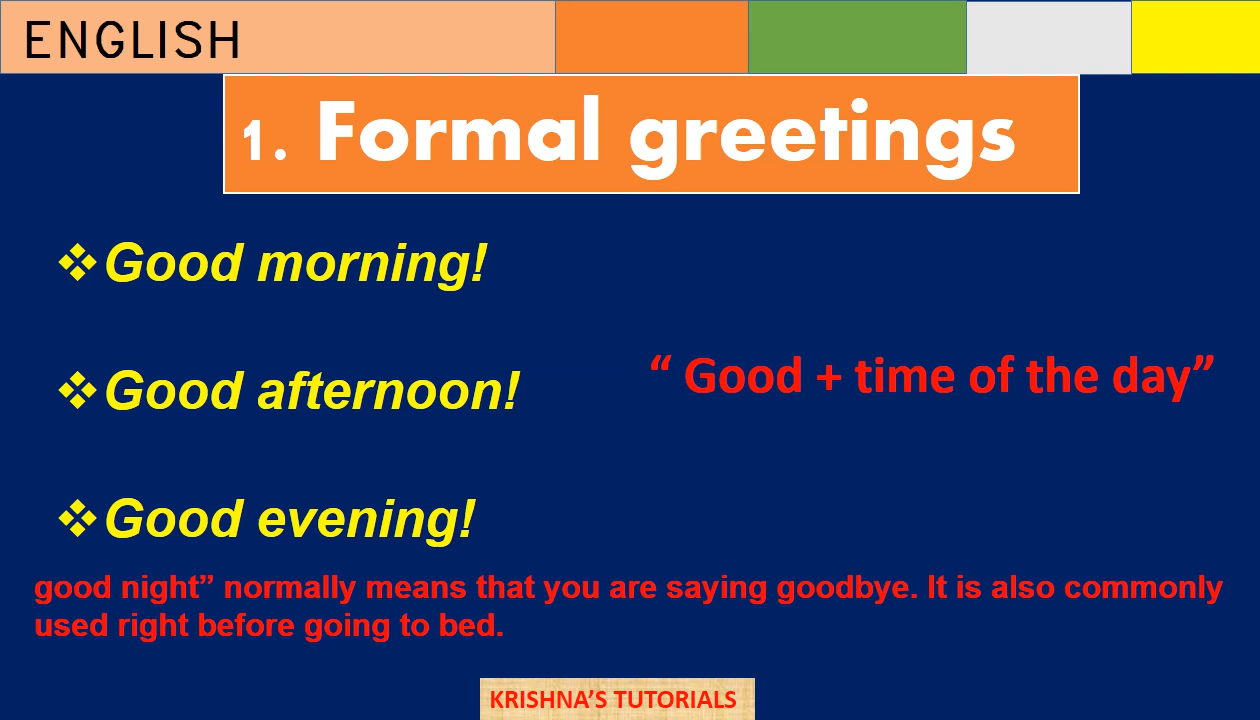 ENGLISH
1. Formal greetings
❖Good morning!
❖Good afternoon!
“ Good + time of the day”
❖Good evening!
good night” normally means that you are saying goodbye. It is also commonly
used right before going to bed.
KRISHNA’S TUTORIALS